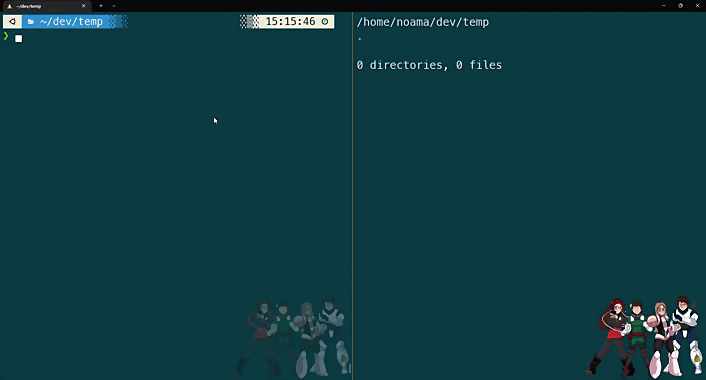 ~/dev/temp
~/dev/temp
15:15:46
/home/noama/dev/temp
.
0 directories, 0 files